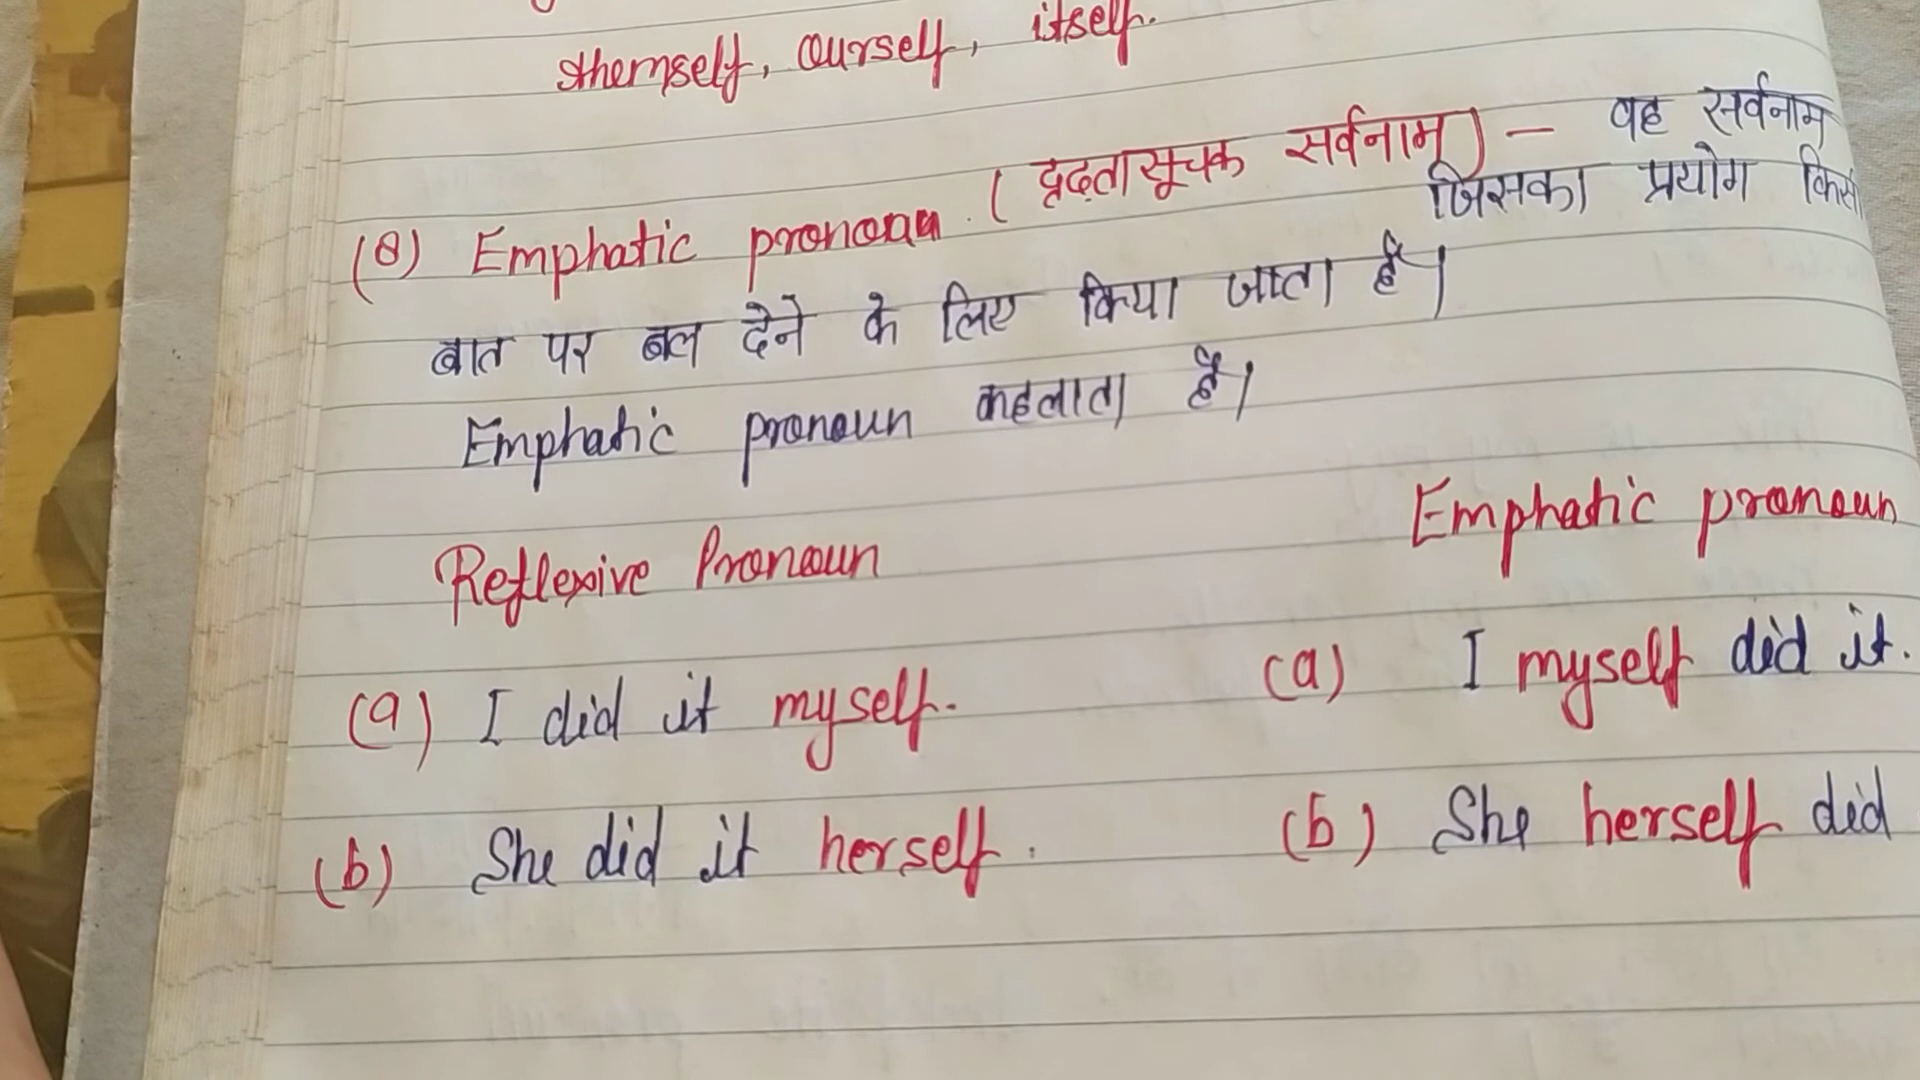 themself, ourself, itself.
(8) Emphatic pronoun (दृढ़तासूचक सर्वनाम) – वह सर्वनाम
जिसका प्रयोग किसी
बात पर बल देने के लिए किया जाता है।
Emphatic pronoun कहलाता है।
Reflexive Pronoun Emphatic pronoun
(a) I did it myself. (a) I myself did it.
(b) She did it herself. (b) She herself did